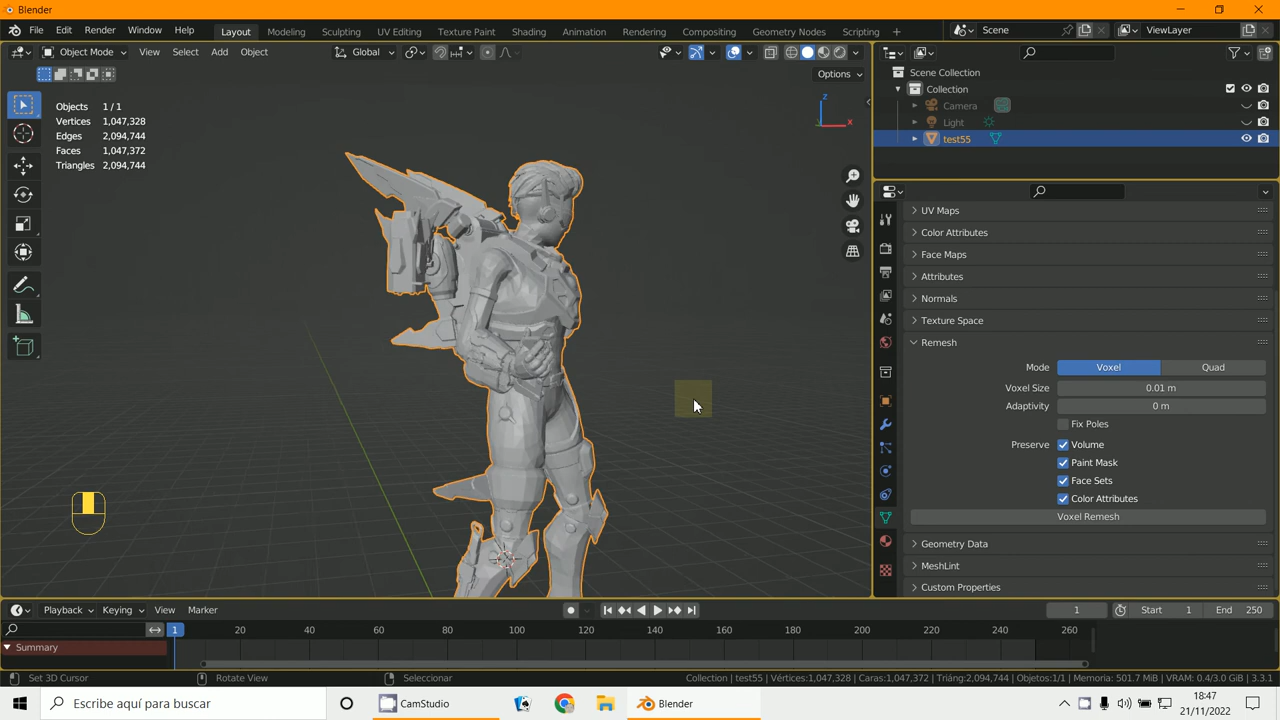 Blender
File Edit Render Window Help Layout Modeling Sculpting UV Editing Texture Paint Shading Animation Rendering Compositing Geometry Nodes Scripting + Scene ViewLayer
Object Mode View Select Add Object Global
Options
Objects 1 / 1
Vertices 1,047,328
Edges 2,094,744
Faces 1,047,372
Triangles 2,094,744
Z
X
Scene Collection
Collection
Camera
Light
test55
UV Maps
Color Attributes
Face Maps
Attributes
Normals
Texture Space
Remesh
Mode Voxel Quad
Voxel Size 0.01 m
Adaptivity 0 m
Fix Poles
Preserve Volume
Paint Mask
Face Sets
Color Attributes
Voxel Remesh
Geometry Data
MeshLint
Custom Properties
Playback Keying View Marker 1 Start 1 End 250
1 20 40 60 80 100 120 140 160 180 200 220 240 260
Summary
Set 3D Cursor Rotate View Seleccionar Collection | test55 | Vértices:1,047,328 | Caras:1,047,372 | Triáng:2,094,744 | Objetos:1/1 | Memoria: 501.7 MiB | VRAM: 0.4/3.0 GiB | 3.3.1
Escribe aquí para buscar CamStudio Blender 18:47
21/11/2022